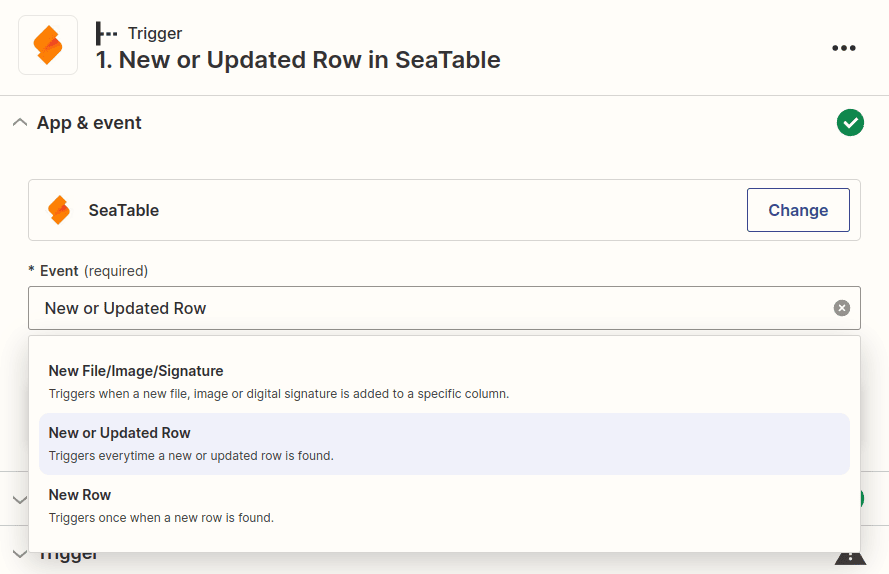 Trigger
1. New or Updated Row in SeaTable
App & event
SeaTable
Change
* Event (required)
New or Updated Row
New File/Image/Signature
Triggers when a new file, image or digital signature is added to a specific column.
New or Updated Row
Triggers everytime a new or updated row is found.
New Row
Triggers once when a new row is found.
Trigger